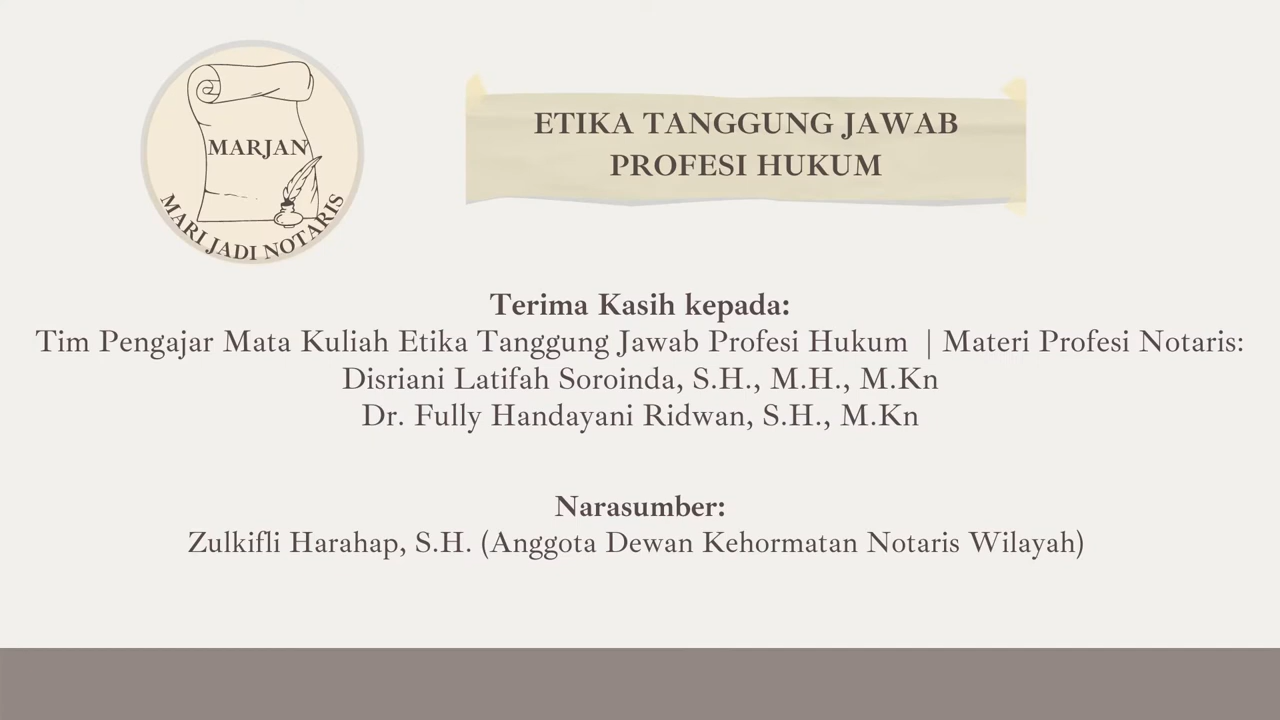 MARJAN
MARI JADI NOTARIS
ETIKA TANGGUNG JAWAB
PROFESI HUKUM
Terima Kasih kepada:
Tim Pengajar Mata Kuliah Etika Tanggung Jawab Profesi Hukum | Materi Profesi Notaris:
Disriani Latifah Soroinda, S.H., M.H., M.Kn
Dr. Fully Handayani Ridwan, S.H., M.Kn
Narasumber:
Zulkifli Harahap, S.H. (Anggota Dewan Kehormatan Notaris Wilayah)